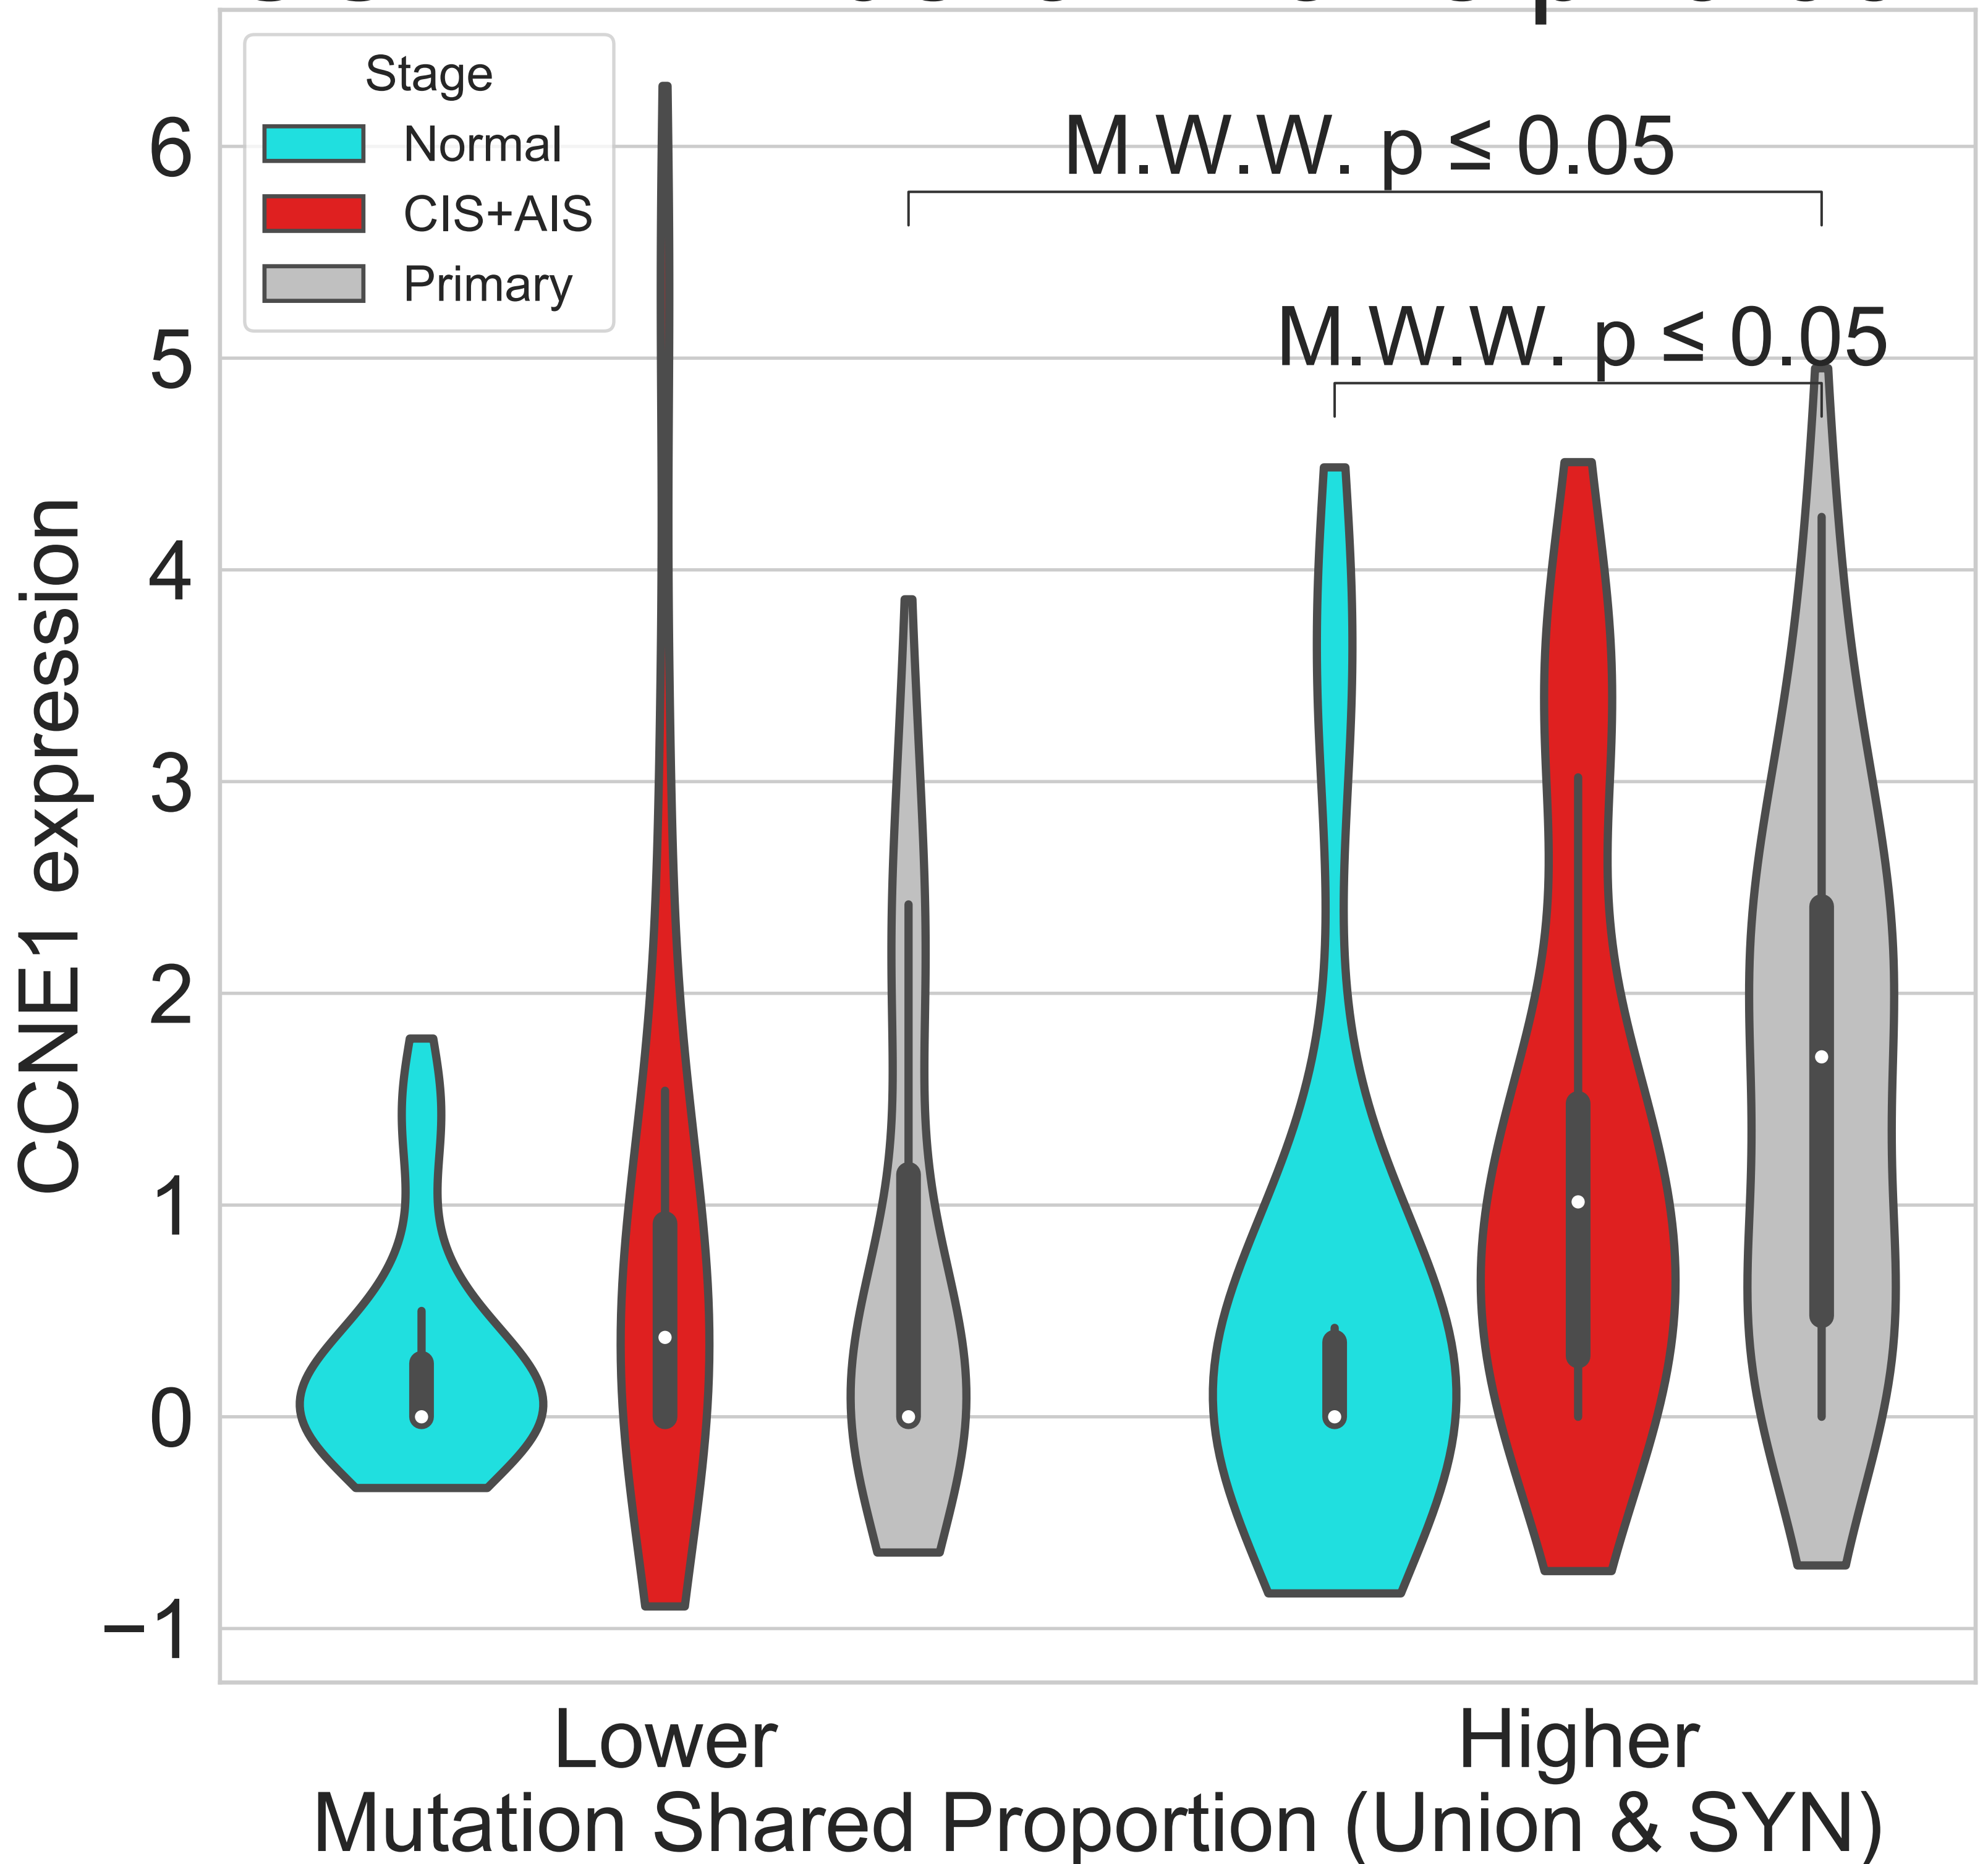 Stage
Normal
CIS+AIS
Primary
M.W.W. p ≤ 0.05
M.W.W. p ≤ 0.05
6
5
4
3
2
1
0
−1
CCNE1 expression
Lower
Higher
Mutation Shared Proportion (Union & SYN)